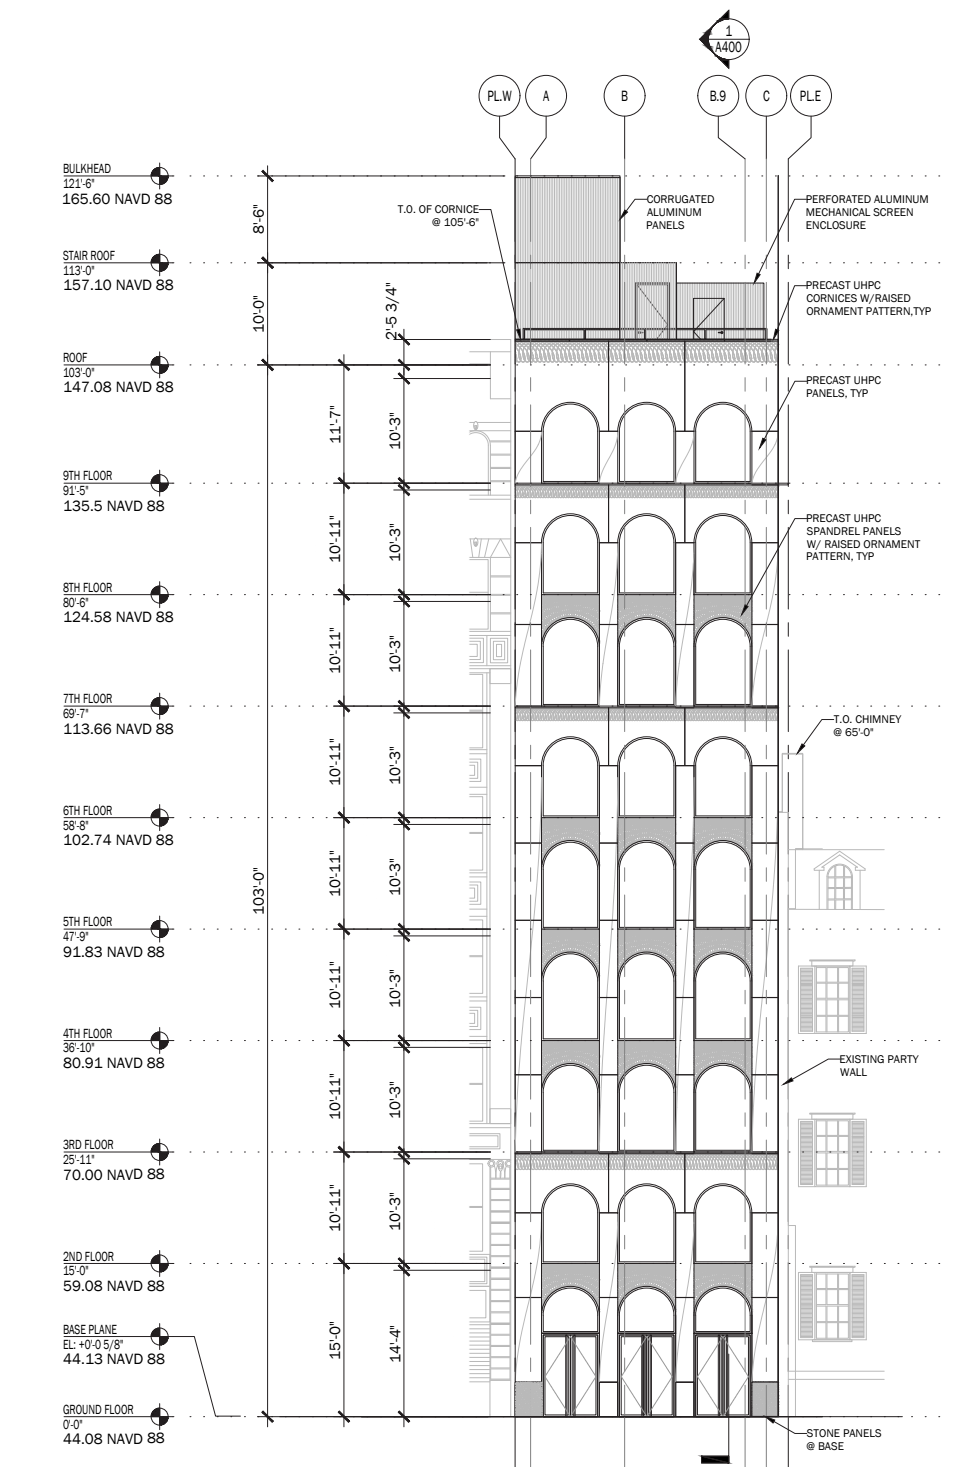 1
A400
PL.W
A
B
B.9
C
PL.E
BULKHEAD
121'-6"
165.60 NAVD 88
8'-6"
T.O. OF CORNICE
@ 105'-6"
CORRUGATED
ALUMINUM
PANELS
PERFORATED ALUMINUM
MECHANICAL SCREEN
ENCLOSURE
STAIR ROOF
113'-0"
157.10 NAVD 88
10'-0"
2'-5 3/4"
PRECAST UHPC
CORNICES W/RAISED
ORNAMENT PATTERN,TYP
ROOF
103'-0"
147.08 NAVD 88
11'-7"
10'-3"
PRECAST UHPC
PANELS, TYP
9TH FLOOR
91'-5"
135.5 NAVD 88
10'-11"
10'-3"
PRECAST UHPC
SPANDREL PANELS
W/ RAISED ORNAMENT
PATTERN, TYP
8TH FLOOR
80'-6"
124.58 NAVD 88
10'-11"
10'-3"
7TH FLOOR
69'-7"
113.66 NAVD 88
10'-11"
10'-3"
T.O. CHIMNEY
@ 65'-0"
6TH FLOOR
58'-8"
102.74 NAVD 88
103'-0"
10'-11"
10'-3"
5TH FLOOR
47'-9"
91.83 NAVD 88
10'-11"
10'-3"
4TH FLOOR
36'-10"
80.91 NAVD 88
10'-11"
10'-3"
EXISTING PARTY
WALL
3RD FLOOR
25'-11"
70.00 NAVD 88
10'-11"
10'-3"
2ND FLOOR
15'-0"
59.08 NAVD 88
15'-0"
14'-4"
BASE PLANE
EL: +0'-0 5/8"
44.13 NAVD 88
GROUND FLOOR
0'-0"
44.08 NAVD 88
STONE PANELS
@ BASE